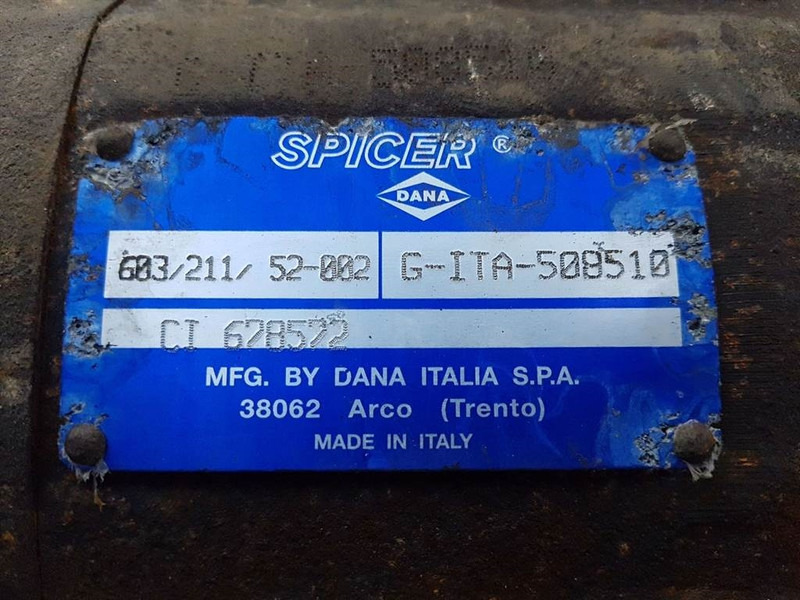 SPICER ®
DANA
603/211/ 52-002 G-ITA-508510
CI 678572
MFG. BY DANA ITALIA S.P.A.
38062 Arco (Trento)
MADE IN ITALY